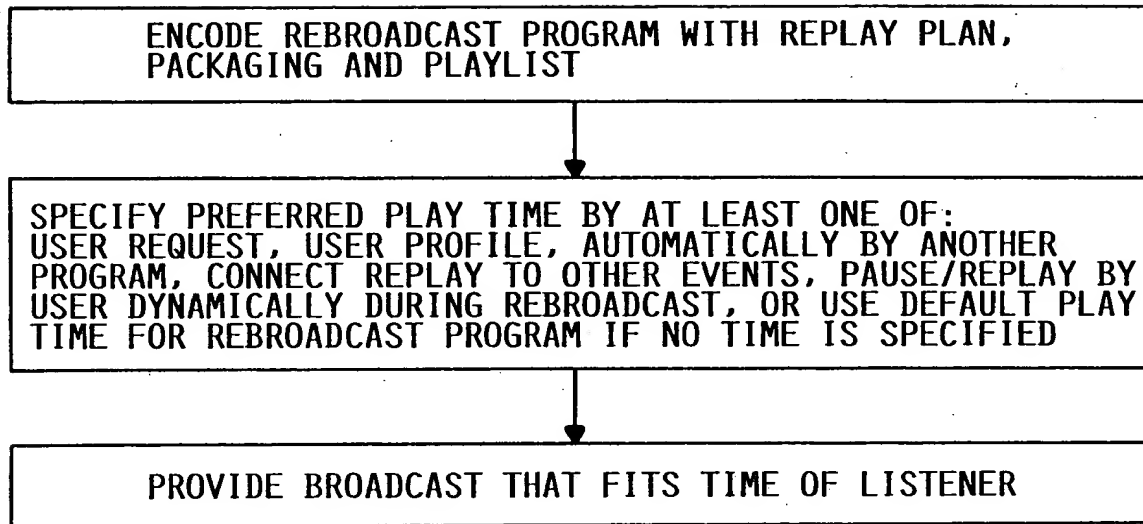 ENCODE REBROADCAST PROGRAM WITH REPLAY PLAN,
PACKAGING AND PLAYLIST
SPECIFY PREFERRED PLAY TIME BY AT LEAST ONE OF:
USER REQUEST, USER PROFILE, AUTOMATICALLY BY ANOTHER
PROGRAM, CONNECT REPLAY TO OTHER EVENTS, PAUSE/REPLAY BY
USER DYNAMICALLY DURING REBROADCAST, OR USE DEFAULT PLAY
TIME FOR REBROADCAST PROGRAM IF NO TIME IS SPECIFIED
PROVIDE BROADCAST THAT FITS TIME OF LISTENER